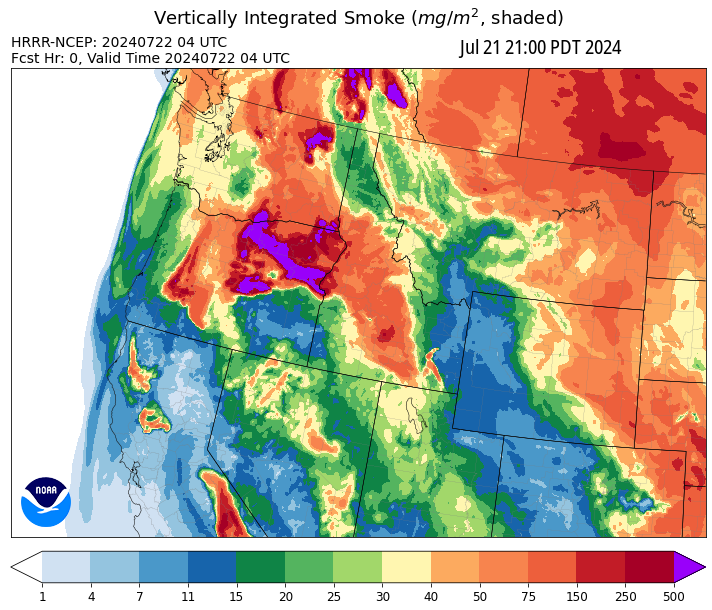 Vertically Integrated Smoke (mg/m², shaded)
HRRR-NCEP: 20240722 04 UTC
Fcst Hr: 0, Valid Time 20240722 04 UTC
Jul 21 21:00 PDT 2024
NOAA
1 4 7 11 15 20 25 30 40 50 75 150 250 500